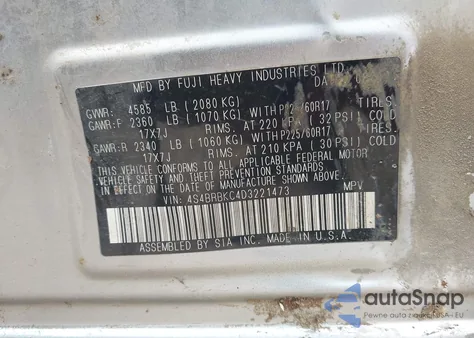 MFD BY FUJI HEAVY INDUSTRIES LTD.
GVWR: 4585 LB (2080 KG)
GAWR:F 2360 LB (1070 KG) WITH P225/60R17 TIRES
17X7J RIMS, AT 220 KPA (32 PSI) COLD
GAWR:R 2340 LB (1060 KG) WITH P225/60R17 TIRES
17X7J RIMS, AT 210 KPA (30 PSI) COLD
THIS VEHICLE CONFORMS TO ALL APPLICABLE
FEDERAL MOTOR VEHICLE SAFETY AND THEFT
PREVENTION STANDARDS IN EFFECT ON THE DATE
OF MANUFACTURE SHOWN ABOVE.
VIN: 4S4BRBKC4D3221473 MPV
ASSEMBLED BY SIA INC. MADE IN U.S.A.
autoSnap
Pewne auto z USA - EU